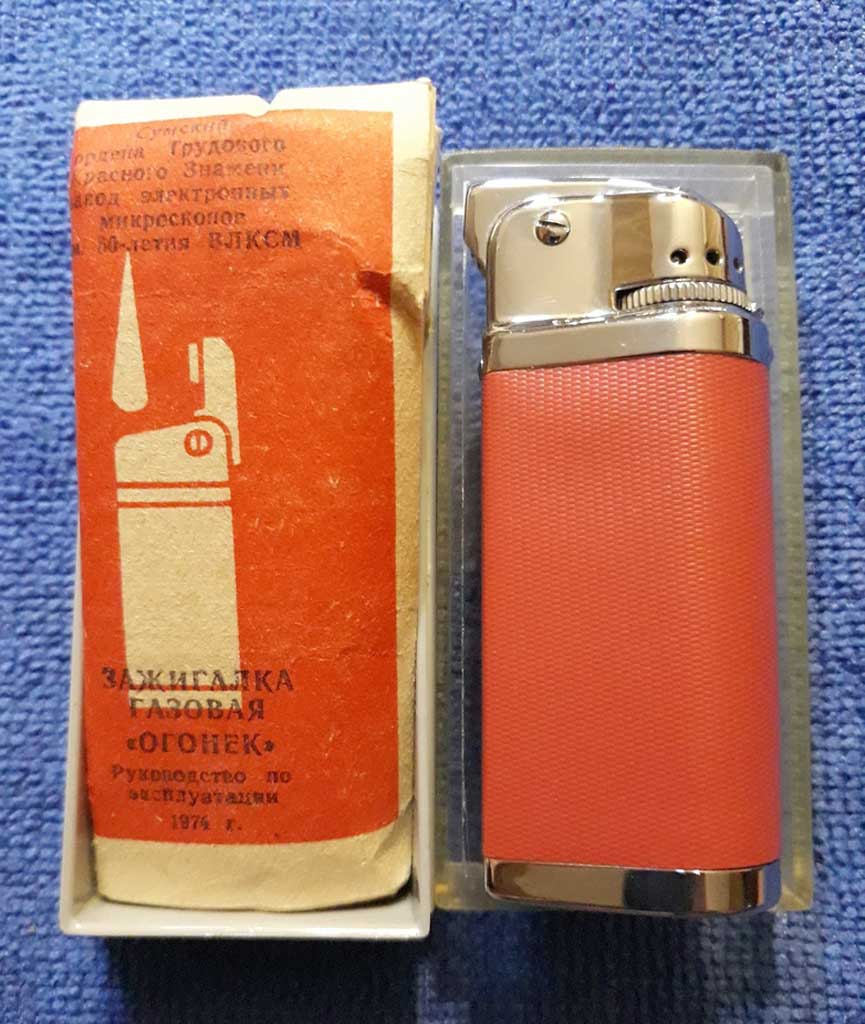 Сумский
ордена Трудового
Красного Знамени
завод электронных
микроскопов
им. 50-летия ВЛКСМ
ЗАЖИГАЛКА
ГАЗОВАЯ
«ОГОНЕК»
Руководство по
эксплуатации
1974 г.